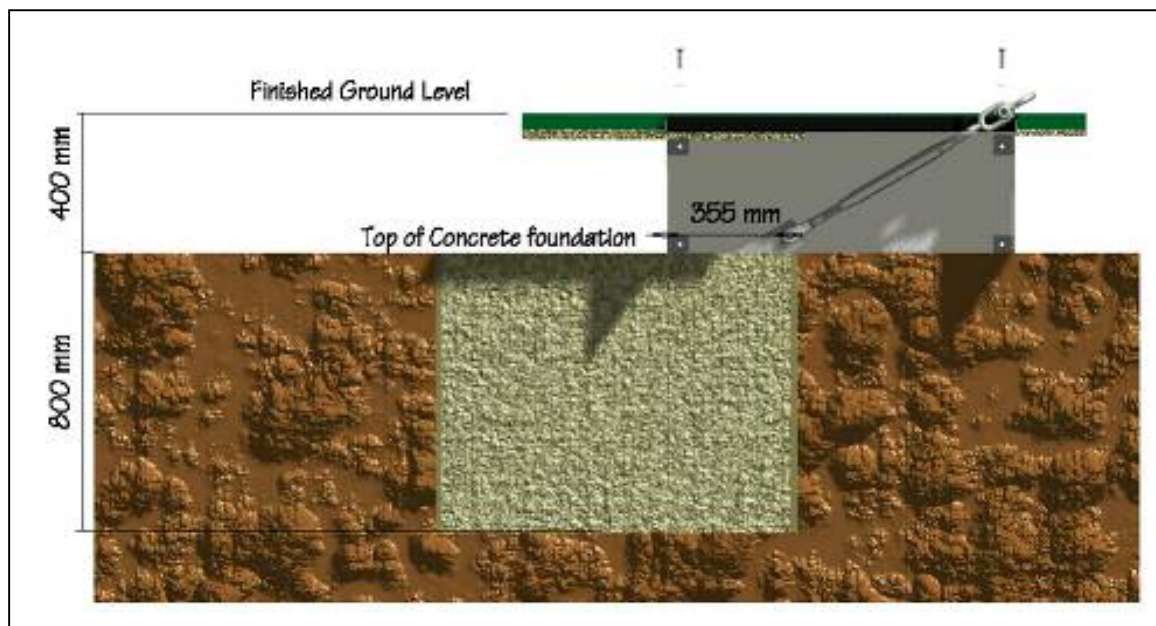 Finished Ground Level
400 mm
355 mm
Top of Concrete foundation
800 mm